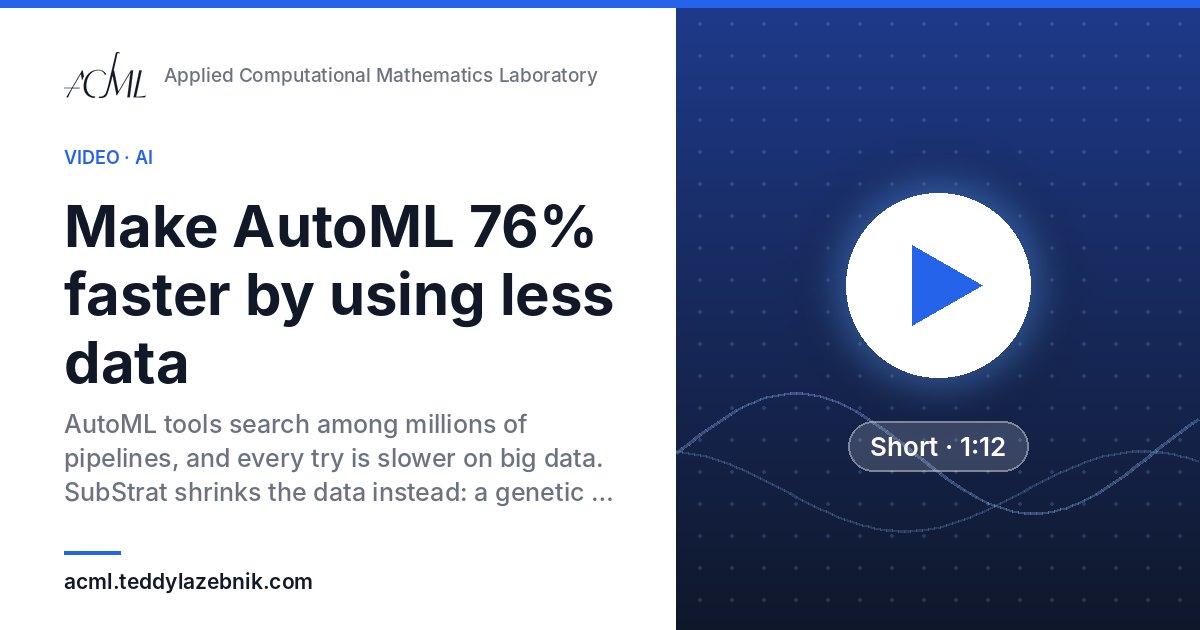 ACML
Applied Computational Mathematics Laboratory
VIDEO · AI
Make AutoML 76%
faster by using less
data
AutoML tools search among millions of
pipelines, and every try is slower on big data.
SubStrat shrinks the data instead: a genetic ...
acml.teddylazebnik.com
Short · 1:12